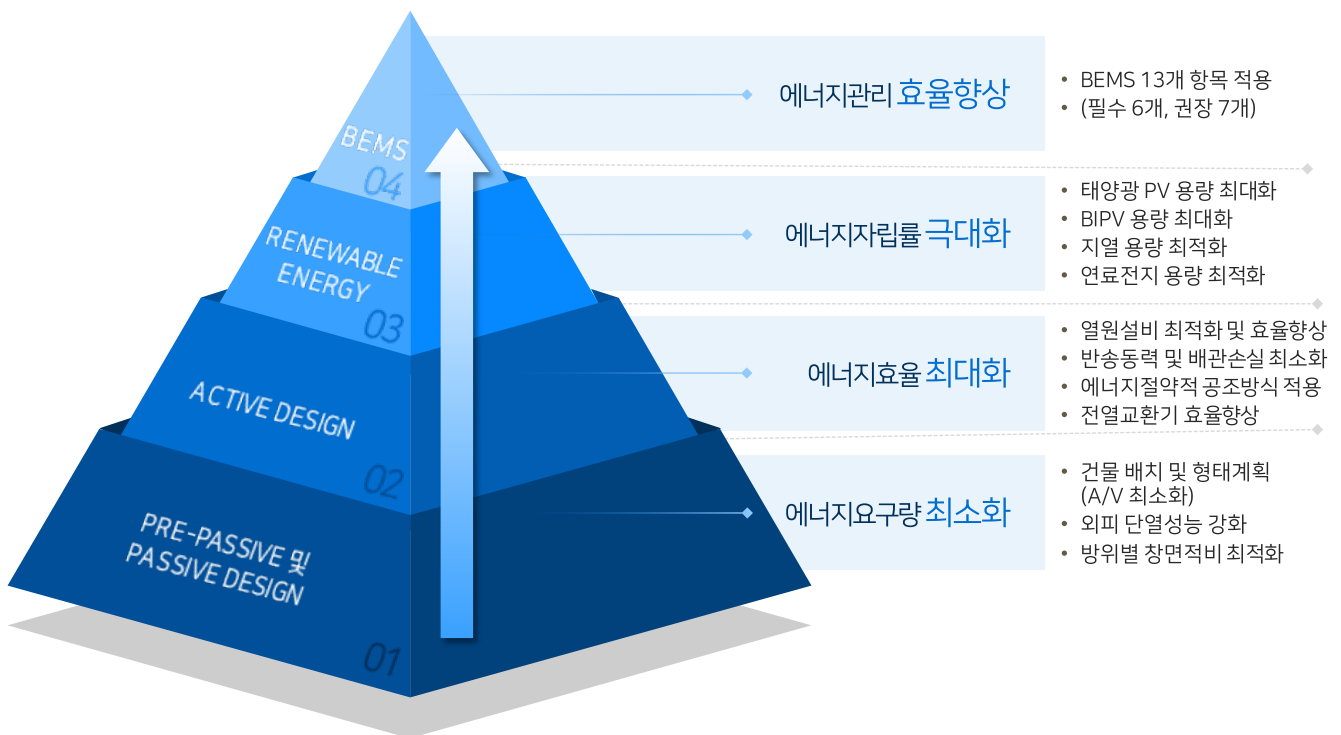 BEMS
04
에너지관리 효율향상
• BEMS 13개 항목 적용
• (필수 6개, 권장 7개)
RENEWABLE
ENERGY
03
에너지자립률 극대화
• 태양광 PV 용량 최대화
• BIPV 용량 최대화
• 지열 용량 최적화
• 연료전지 용량 최적화
ACTIVE DESIGN
02
에너지효율 최대화
• 열원설비 최적화 및 효율향상
• 반송동력 및 배관손실 최소화
• 에너지절약적 공조방식 적용
• 전열교환기 효율향상
PRE-PASSIVE 및
PASSIVE DESIGN
01
에너지요구량 최소화
• 건물 배치 및 형태계획
(A/V 최소화)
• 외피 단열성능 강화
• 방위별 창면적비 최적화